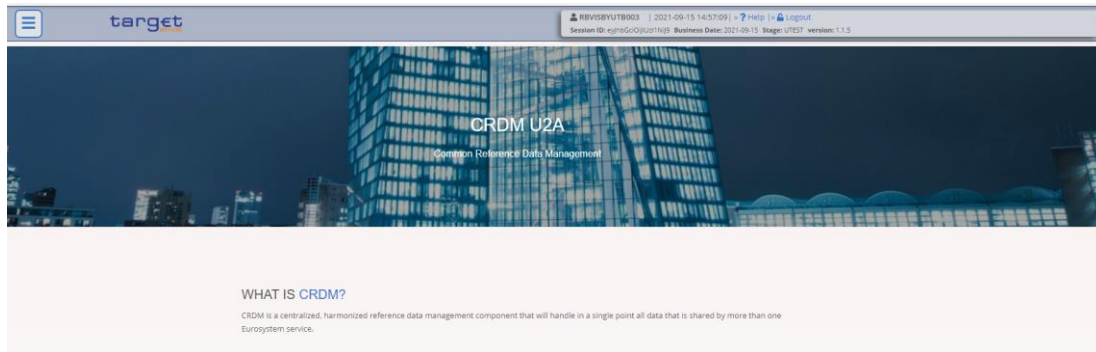 target
RBVISBYUTB003 | 2021-09-15 14:57:09 | » ? Help | » Logout
Session ID: Business Date: 2021-09-15 Stage: UTEST version: 1.1.5
CRDM U2A
Common Reference Data Management
WHAT IS CRDM?
CRDM is a centralized, harmonized reference data management component that will handle in a single point all data that is shared by more than one
Eurosystem service.